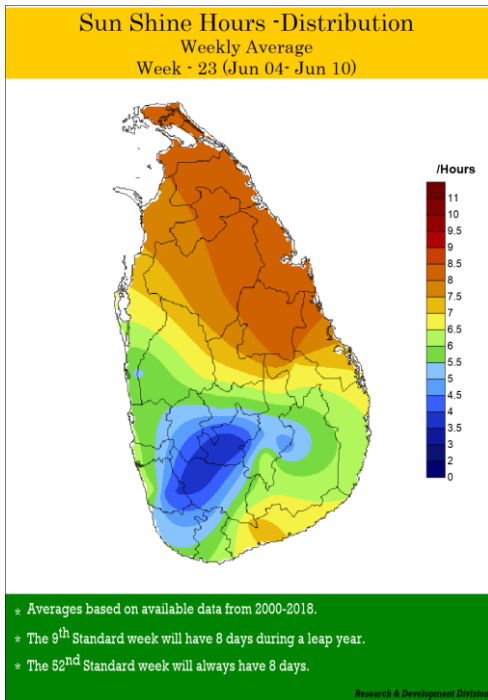 Sun Shine Hours -Distribution
Weekly Average
Week - 23 (Jun 04- Jun 10)
/Hours
11
10
9.5
9
8.5
8
7.5
7
6.5
6
5.5
5
4.5
4
3.5
3
2
0
* Averages based on available data from 2000-2018.
* The 9th Standard week will have 8 days during a leap year.
* The 52nd Standard week will always have 8 days.
Research & Development Division